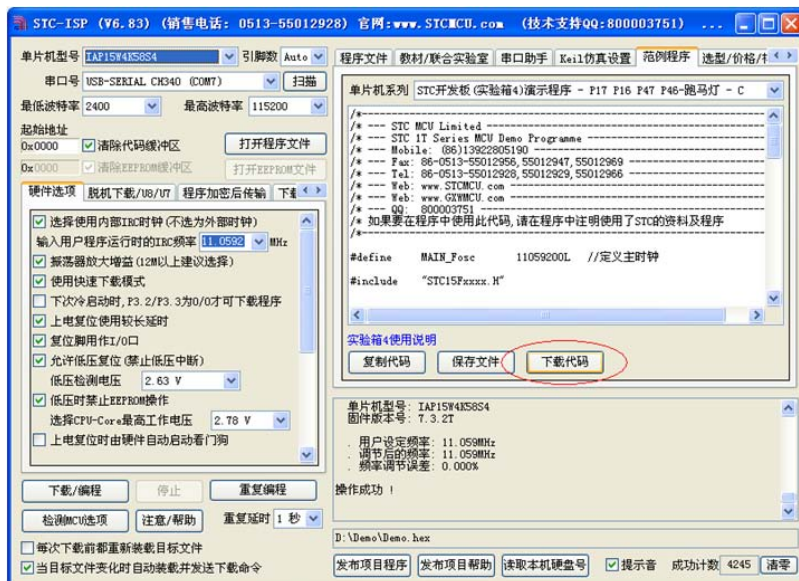 STC-ISP (V6.83) (销售电话: 0513-55012928) 官网:www.STCMCU.com (技术支持QQ:800003751) ...
单片机型号 IAP15W4K58S4 引脚数 Auto
串口号 USB-SERIAL CH340 (COM7) 扫描
最低波特率 2400 最高波特率 115200
起始地址
0x0000 清除代码缓冲区 打开程序文件
0x0000 清除EEPROM缓冲区 打开EEPROM文件
硬件选项 脱机下载/U8/U7 程序加密后传输
选择使用内部IRC时钟(不选为外部时钟)
输入用户程序运行时的IRC频率 11.0592 MHz
振荡器放大增益(12M以上建议选择)
使用快速下载模式
下次冷启动时,P3.2/P3.3为0/0才可下载程序
上电复位使用较长延时
复位脚用作I/O口
允许低压复位(禁止低压中断)
低压检测电压 2.63 V
低压时禁止EEPROM操作
选择CPU-Core最高工作电压 2.78 V
上电复位时由硬件自动启动看门狗
下载/编程 停止 重复编程
检测MCU选项 注意/帮助 重复延时 1 秒
每次下载前都重新装载目标文件
当目标文件变化时自动装载并发送下载命令
程序文件 教材/联合实验室 串口助手 Keil仿真设置 范例程序 选型/价格/
单片机系列 STC开发板(实验箱4)演示程序 - P17 P16 P47 P46-跑马灯 - C
/*---------------------------------------------------------------------
/* --- STC MCU Limited ------------------------------------------------
/* --- STC 1T Series MCU Demo Programme -------------------------------
/* --- Mobile: (86)13922805190 ----------------------------------------
/* --- Fax: 86-0513-55012956,55012947,55012969 ------------------------
/* --- Tel: 86-0513-55012928,55012929,55012966 ------------------------
/* --- Web: www.STCMCU.com --------------------------------------------
/* --- Web: www.GXWMCU.com --------------------------------------------
/* --- QQ: 800003751 --------------------------------------------------
/* 如果要在程序中使用此代码,请在程序中注明使用了STC的资料及程序
/*---------------------------------------------------------------------
#define MAIN_Fosc 11059200L //定义主时钟
#include "STC15Fxxxx.H"
实验箱4使用说明
复制代码 保存文件 下载代码
单片机型号: IAP15W4K58S4
固件版本号: 7.3.2T
. 用户设定频率: 11.059MHz
. 调节后的频率: 11.059MHz
. 频率调节误差: 0.000%
操作成功 !
D:\Demo\Demo.hex
发布项目程序 发布项目帮助 读取本机硬盘号 提示音 成功计数 4245 清零